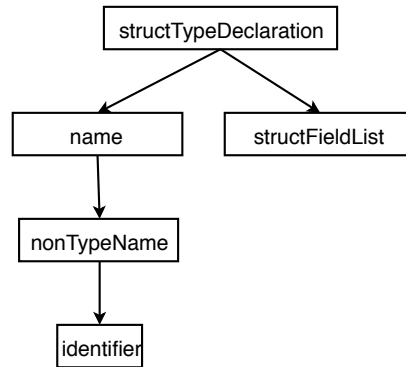 structTypeDeclaration
name
structFieldList
nonTypeName
identifier